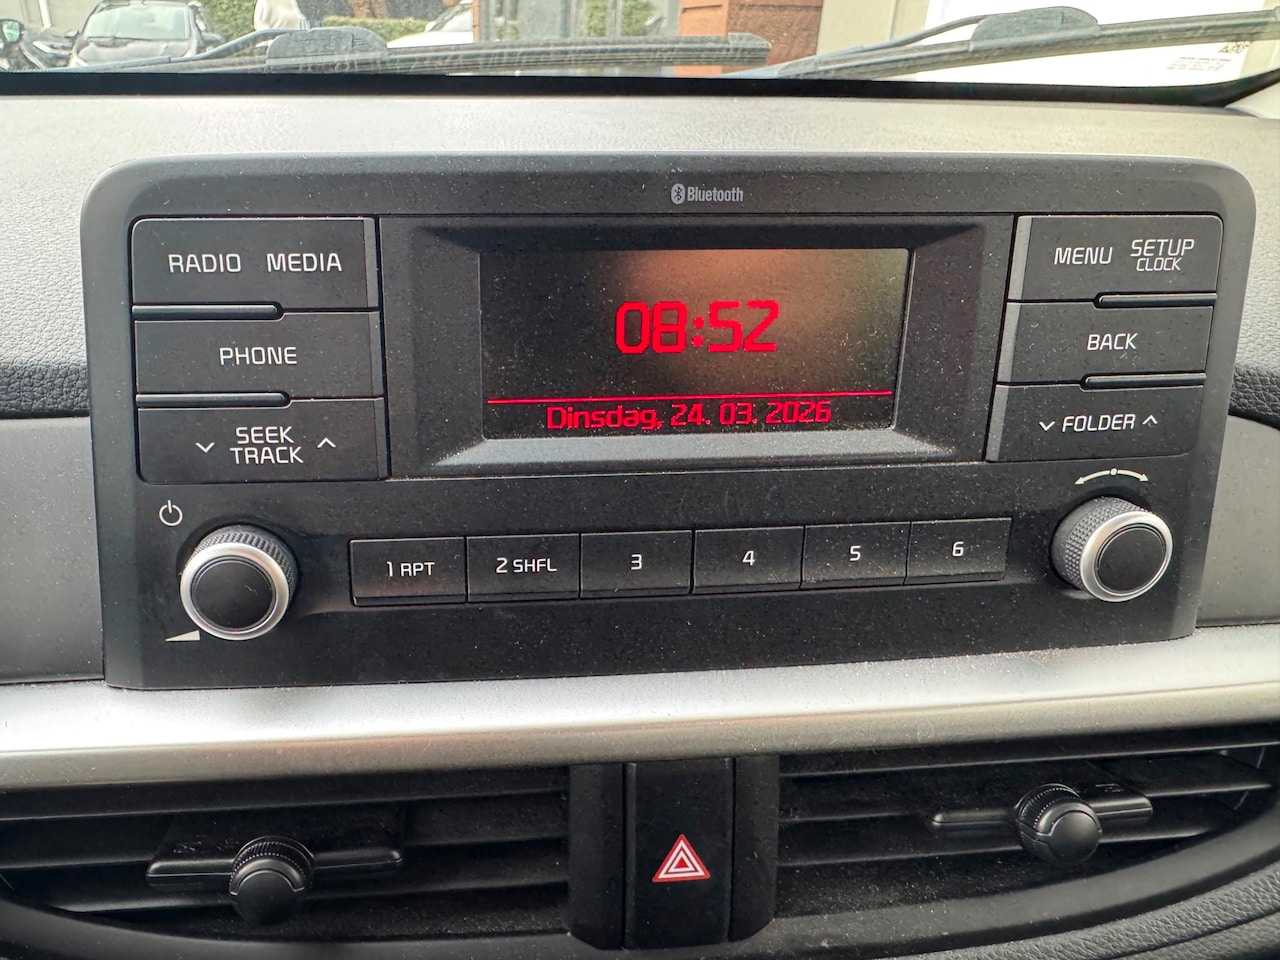 Bluetooth
RADIO MEDIA
PHONE
SEEK
TRACK
08:52
Dinsdag, 24. 03. 2026
MENU SETUP
CLOCK
BACK
FOLDER
1 RPT
2 SHFL
3
4
5
6